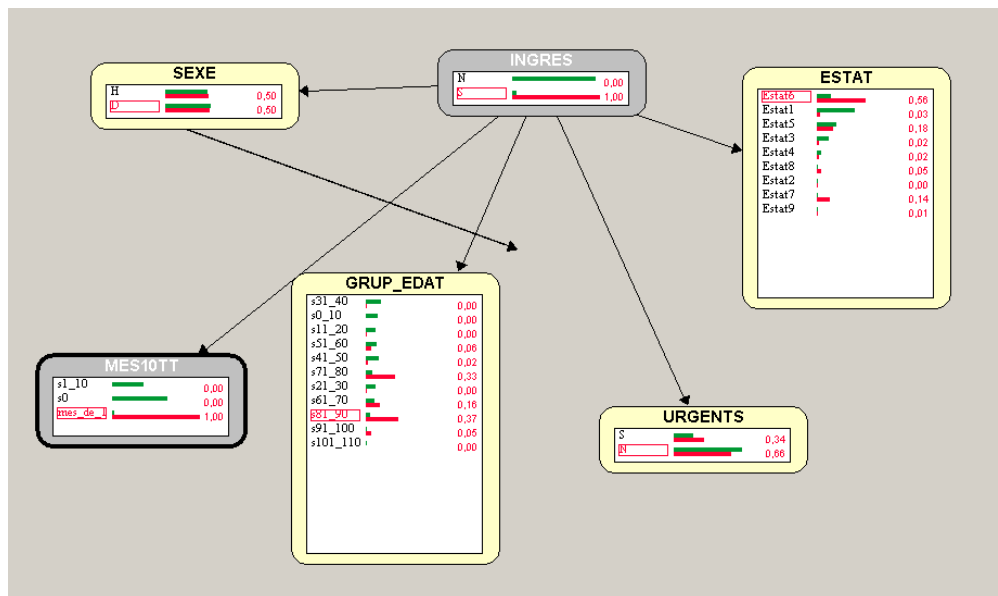 SEXE
H 0,50
D 0,50
INGRES
N 0,00
S 1,00
ESTAT
Estat6 0,56
Estat1 0,03
Estat5 0,18
Estat3 0,02
Estat4 0,02
Estat8 0,05
Estat2 0,00
Estat7 0,14
Estat9 0,01
GRUP_EDAT
s31_40 0,00
s0_10 0,00
s11_20 0,00
s51_60 0,06
s41_50 0,02
s71_80 0,33
s21_30 0,00
s61_70 0,16
s81_90 0,37
s91_100 0,05
s101_110 0,00
MES10TT
s1_10 0,00
s0 0,00
mes_de_1 1,00
URGENTS
S 0,34
N 0,66